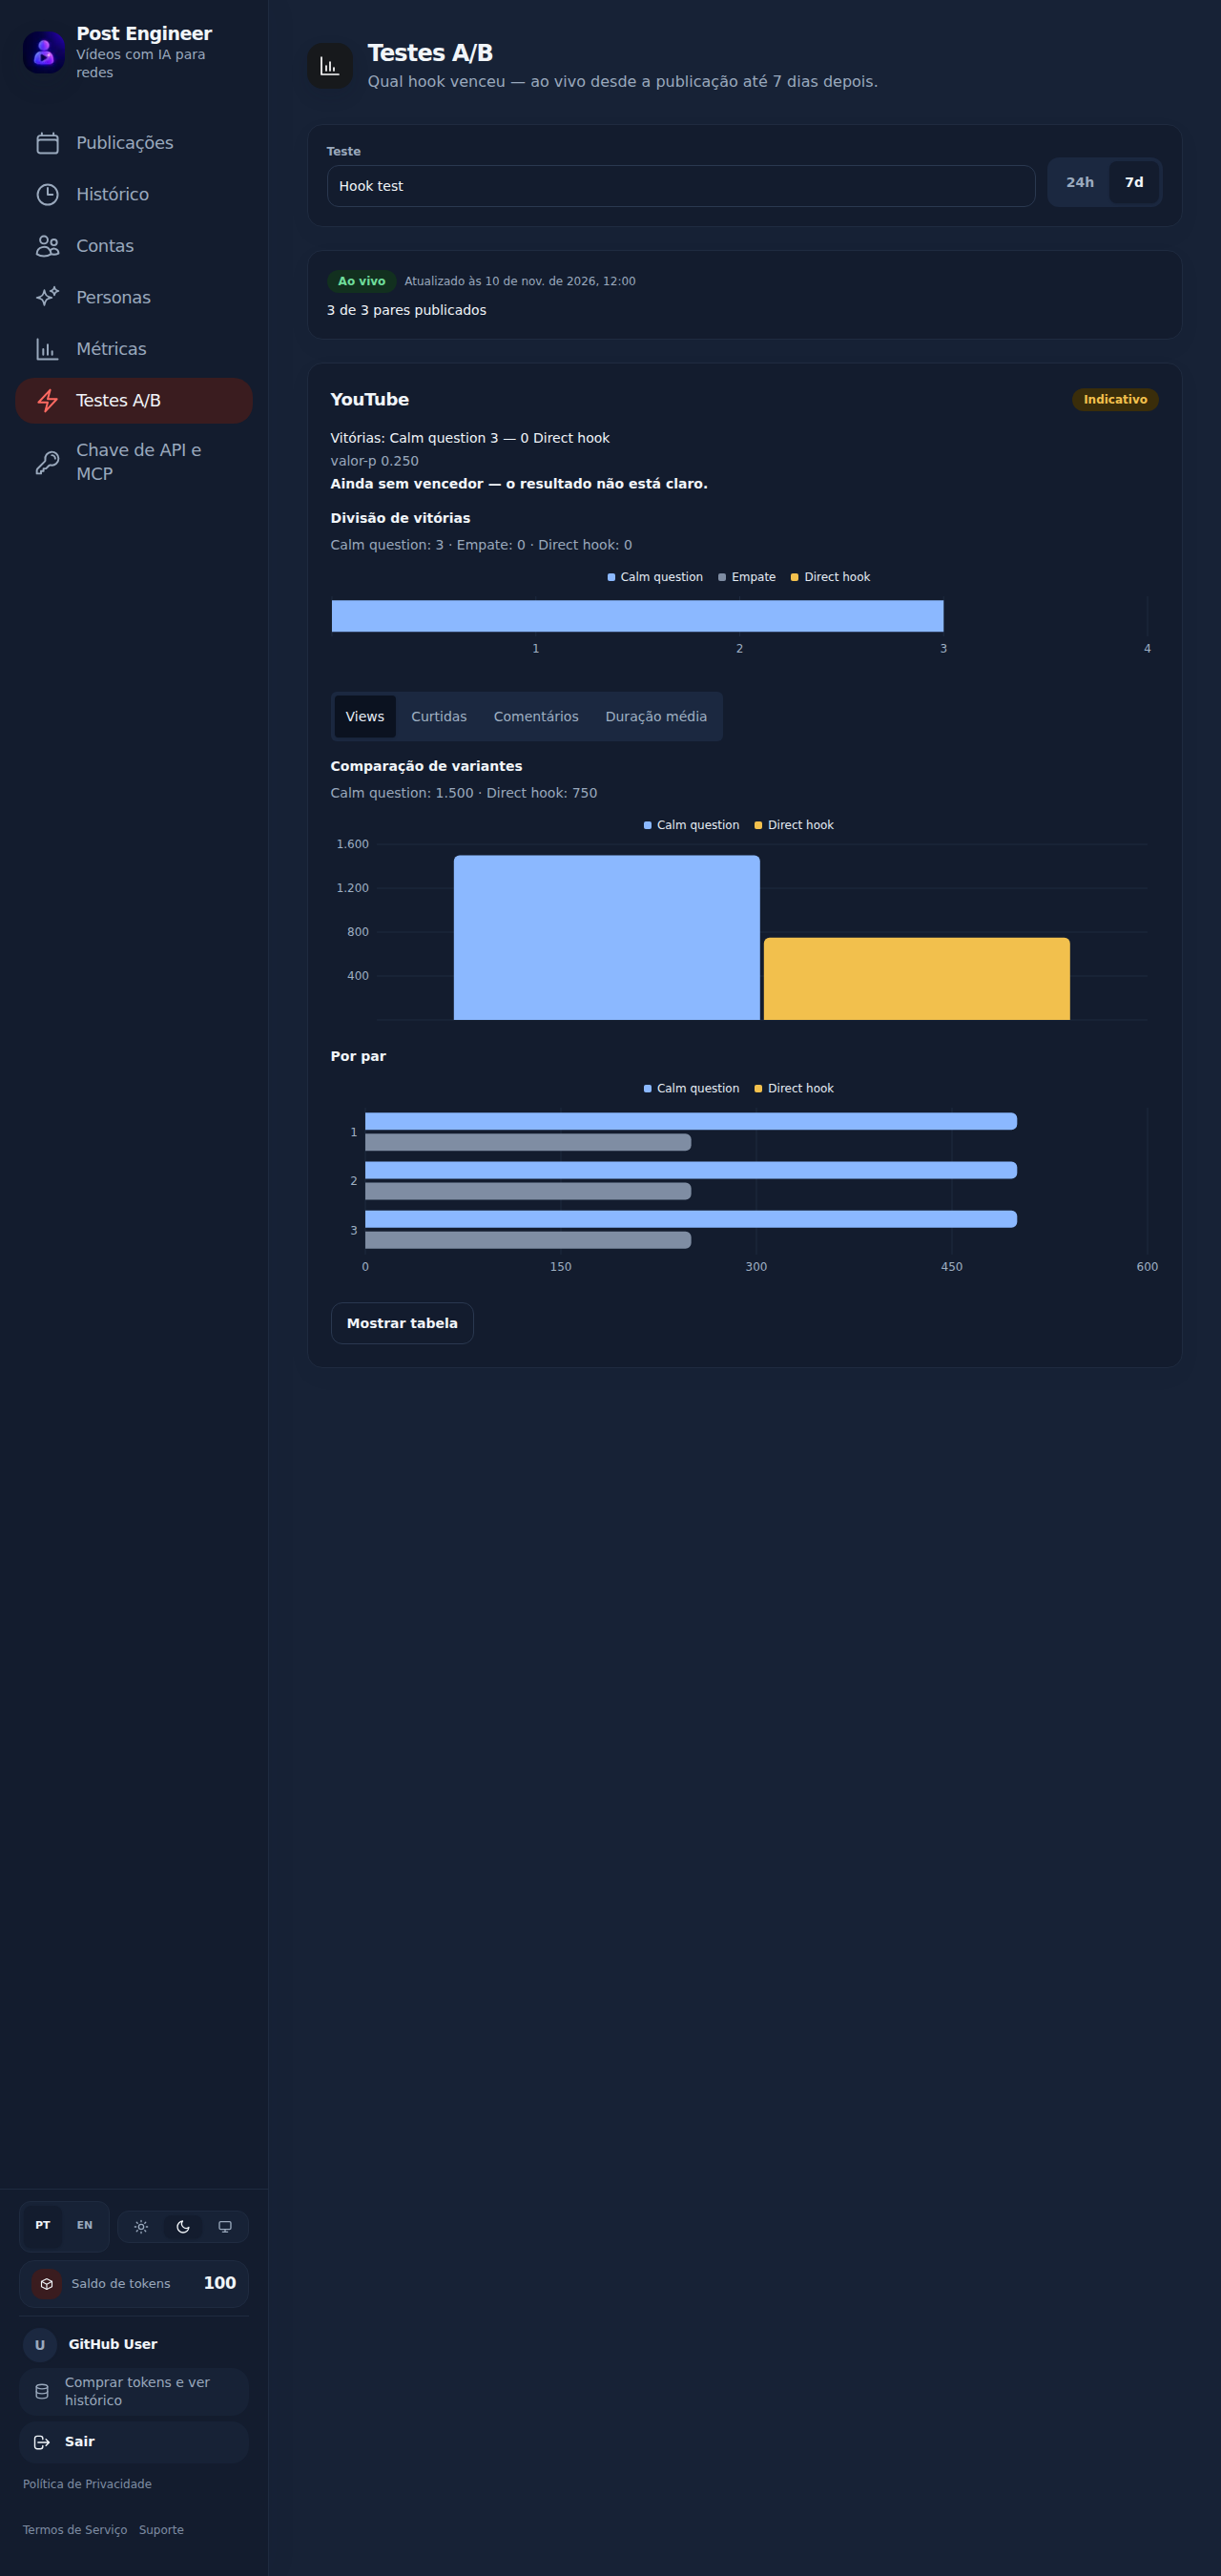 Post Engineer
Vídeos com IA para
redes
Publicações
Histórico
Contas
Personas
Métricas
Testes A/B
Chave de API e
MCP
Testes A/B
Qual hook venceu — ao vivo desde a publicação até 7 dias depois.
Teste
Hook test
24h 7d
Ao vivo Atualizado às 10 de nov. de 2026, 12:00
3 de 3 pares publicados
YouTube
Indicativo
Vitórias: Calm question 3 — 0 Direct hook
valor-p 0.250
Ainda sem vencedor — o resultado não está claro.
Divisão de vitórias
Calm question: 3 · Empate: 0 · Direct hook: 0
Calm question Empate Direct hook
1 2 3 4
Views Curtidas Comentários Duração média
Comparação de variantes
Calm question: 1.500 · Direct hook: 750
Calm question Direct hook
1.600
1.200
800
400
Por par
Calm question Direct hook
1
2
3
0 150 300 450 600
Mostrar tabela
PT EN
Saldo de tokens 100
U GitHub User
Comprar tokens e ver
histórico
Sair
Política de Privacidade
Termos de Serviço Suporte